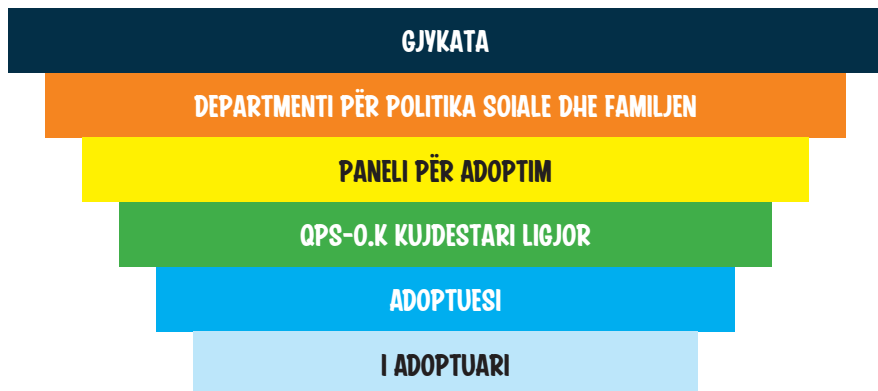 GJYKATA
DEPARTMENTI PËR POLITIKA SOIALE DHE FAMILJEN
PANELI PËR ADOPTIM
QPS-O.K KUJDESTARI LIGJOR
ADOPTUESI
I ADOPTUARI